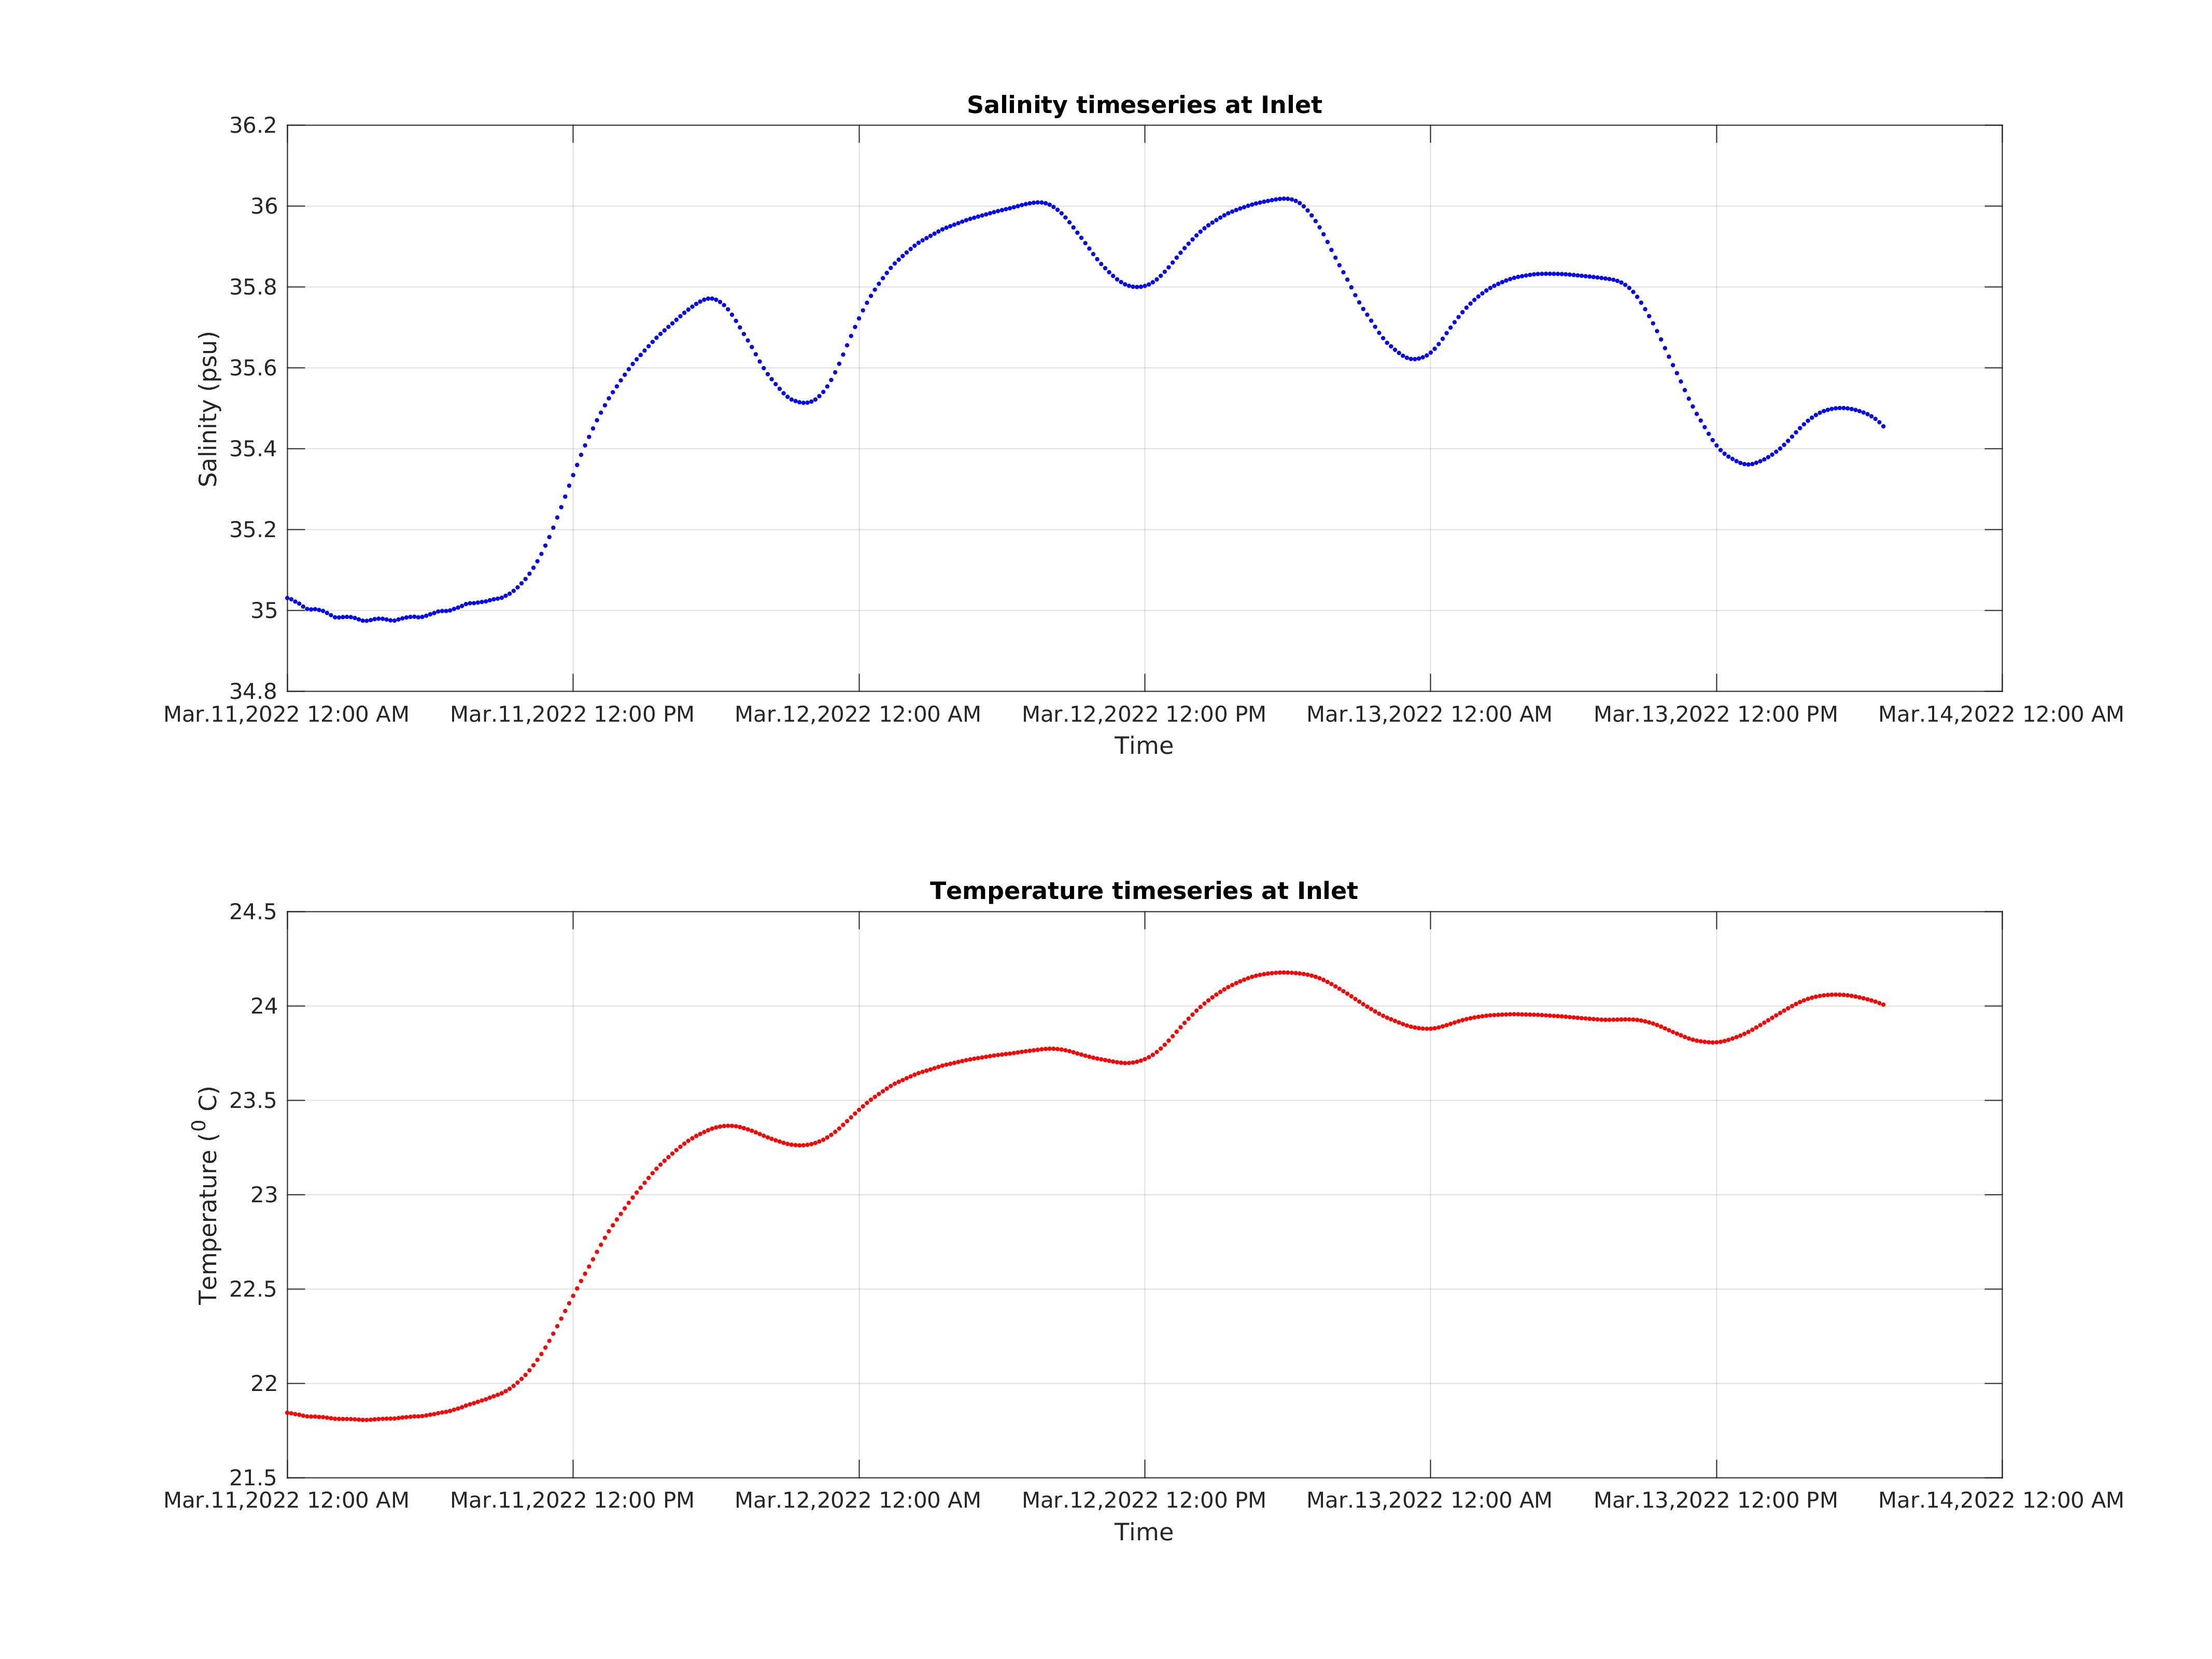 Salinity timeseries at Inlet
36.2
36
35.8
35.6
35.4
35.2
35
34.8
Salinity (psu)
Mar.11,2022 12:00 AM Mar.11,2022 12:00 PM Mar.12,2022 12:00 AM Mar.12,2022 12:00 PM Mar.13,2022 12:00 AM Mar.13,2022 12:00 PM Mar.14,2022 12:00 AM
Time
Temperature timeseries at Inlet
24.5
24
23.5
23
22.5
22
21.5
Temperature (⁰ C)
Mar.11,2022 12:00 AM Mar.11,2022 12:00 PM Mar.12,2022 12:00 AM Mar.12,2022 12:00 PM Mar.13,2022 12:00 AM Mar.13,2022 12:00 PM Mar.14,2022 12:00 AM
Time